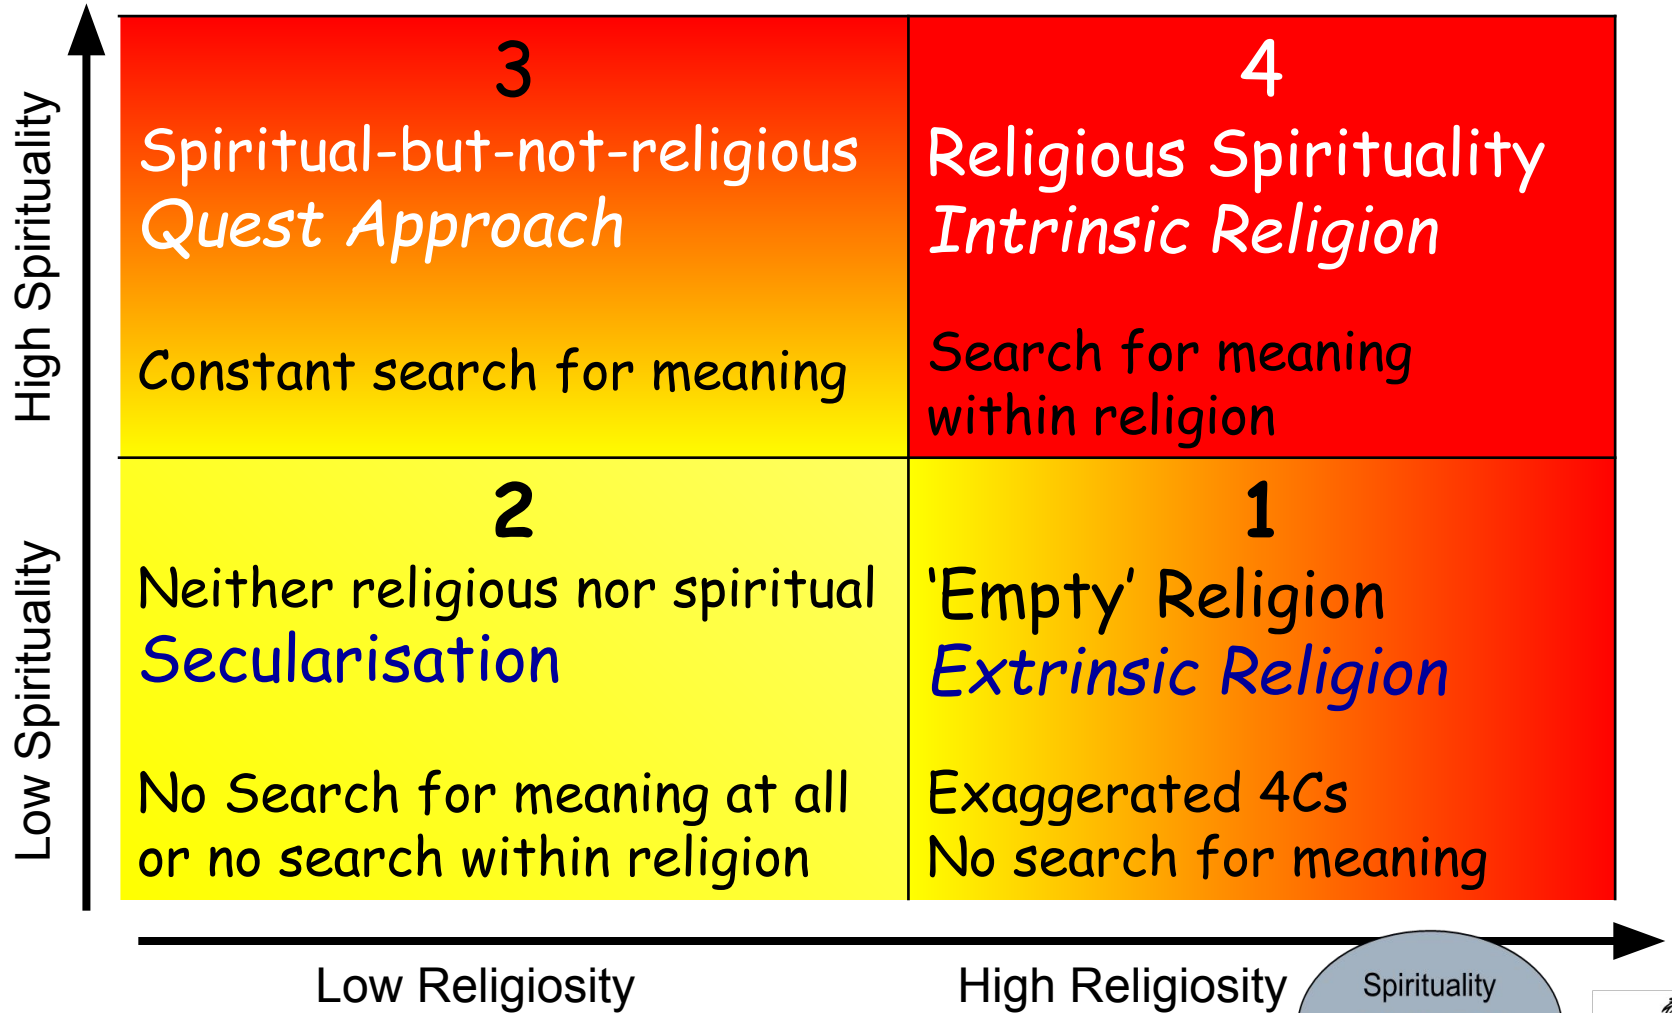 High Spirituality
Low Spirituality
3
Spiritual-but-not-religious
Quest Approach
Constant search for meaning
4
Religious Spirituality
Intrinsic Religion
Search for meaning
within religion
2
Neither religious nor spiritual
Secularisation
No Search for meaning at all
or no search within religion
1
‘Empty’ Religion
Extrinsic Religion
Exaggerated 4Cs
No search for meaning
Low Religiosity
High Religiosity
Spirituality